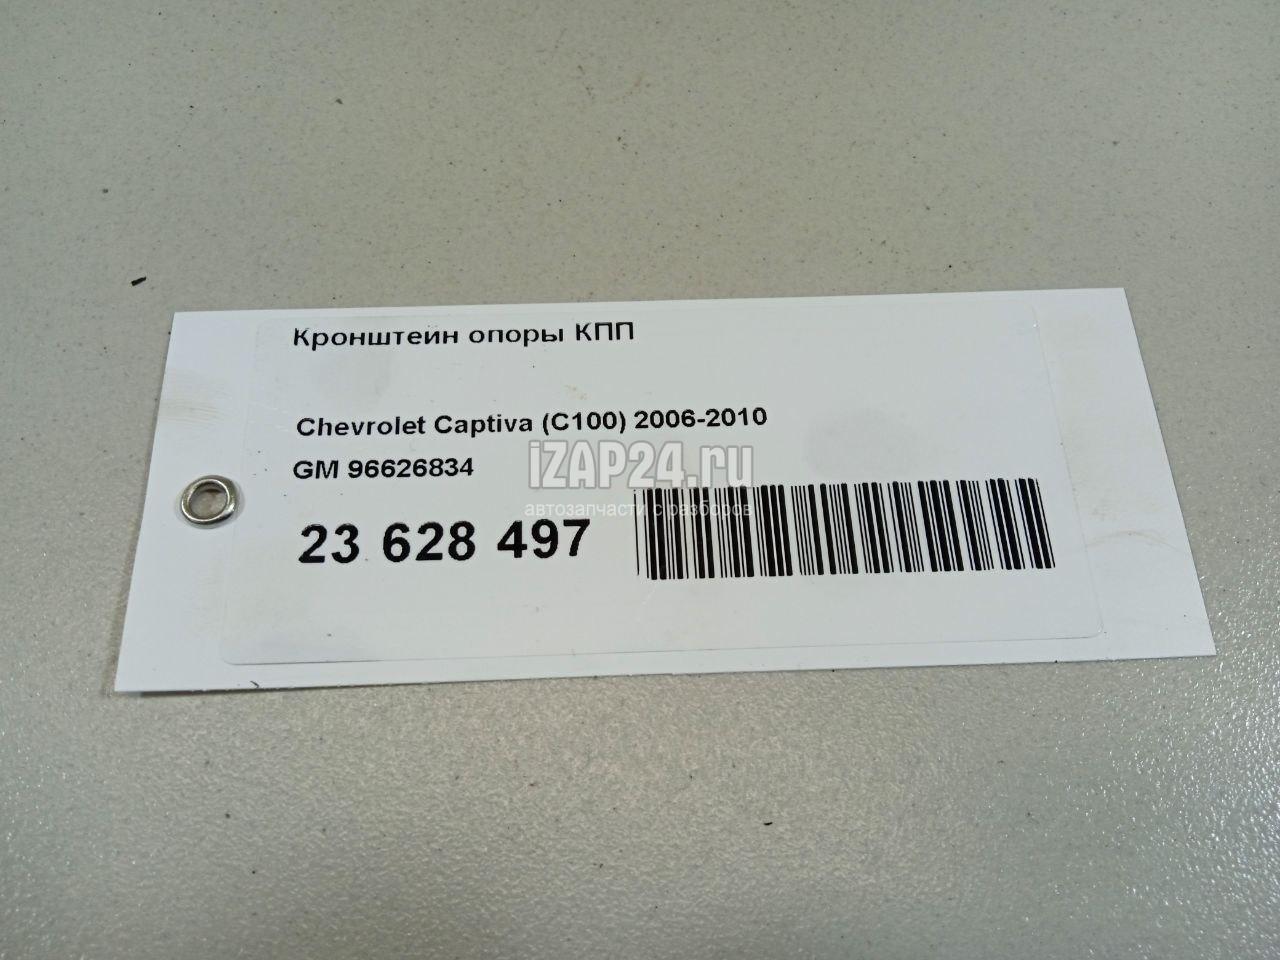 Кронштейн опоры КПП
Chevrolet Captiva (C100) 2006-2010
GM 96626834
iZAP24.ru
автозапчасти с разборов
23 628 497